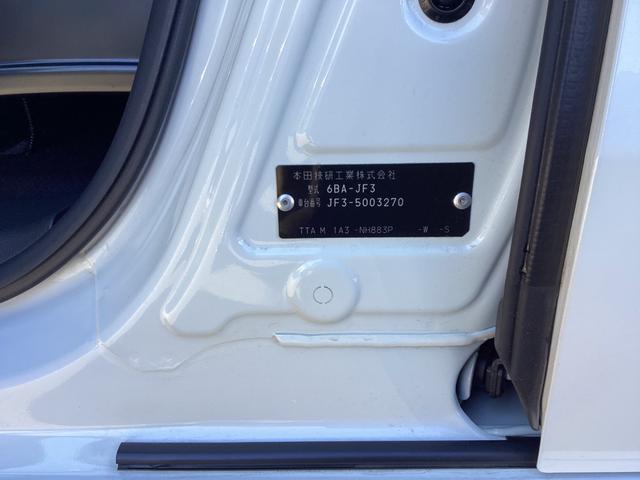 本田技研工業株式会社
型式 6BA-JF3
車台番号 JF3-5003270
TTA M 1A3 -NH883P -W -S